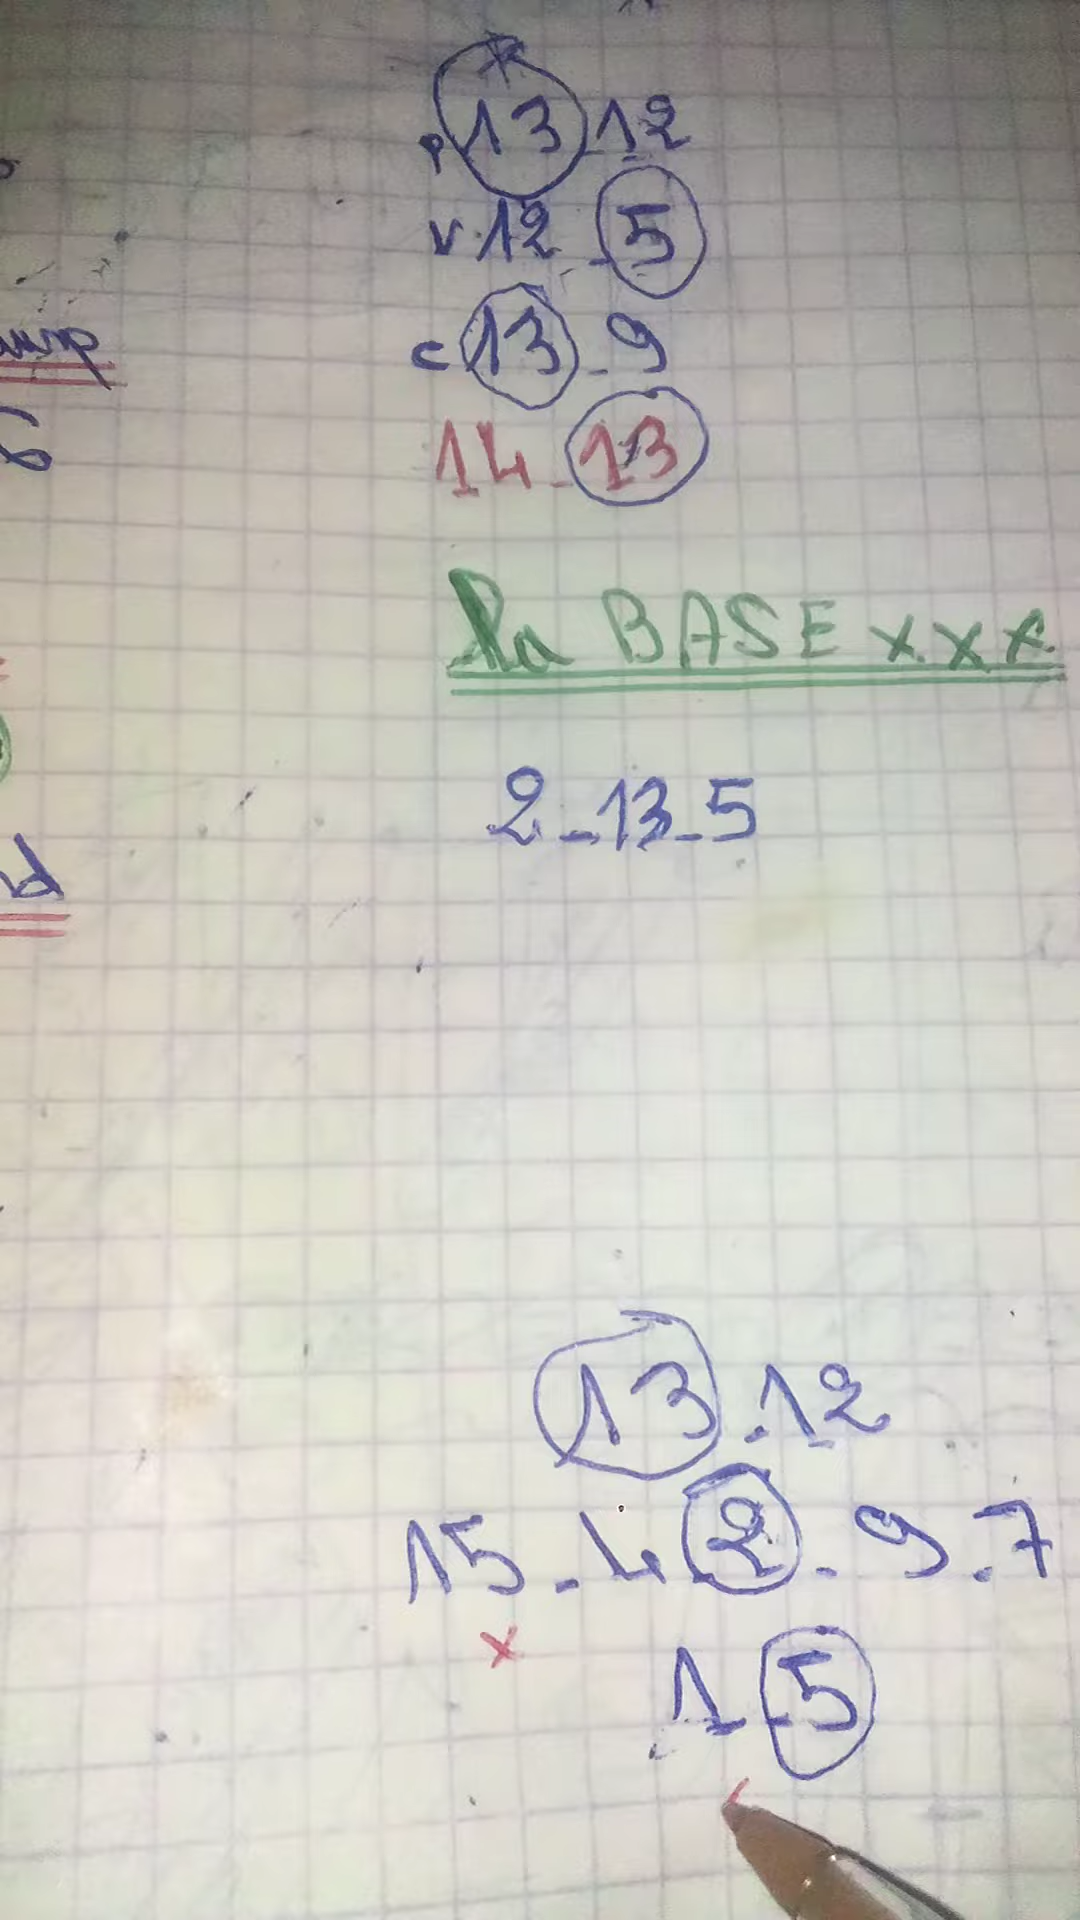 P 13 - 12
V. 12 - 5
C 13 - 9
14 - 13
La BASE xxx
2 - 13 - 5
13 . 12
15 - 4 . 2 - 9 . 7
x
1 - 5
6